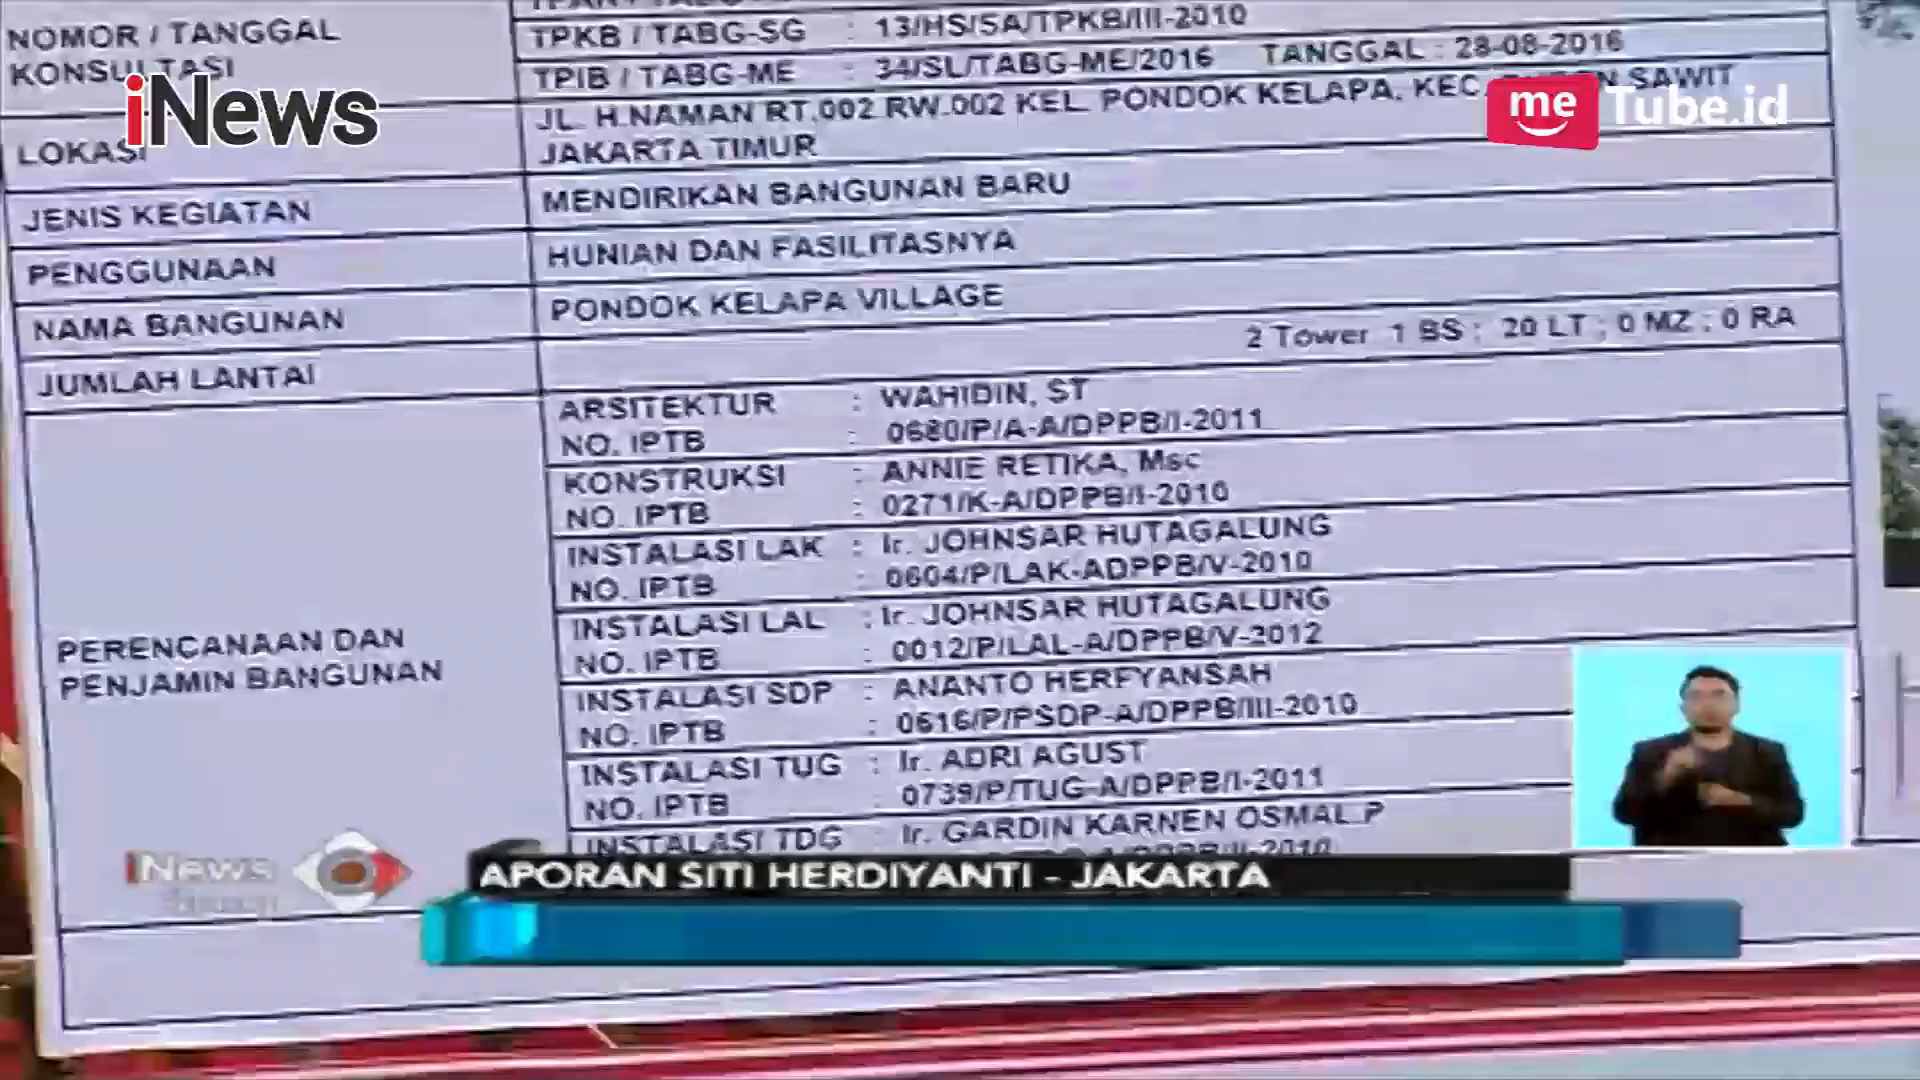 NOMOR / TANGGAL
KONSULTASI
TPKB / TABG-SG : 13/HS/SA/TPKB/III-2010
TPIB / TABG-ME : 34/SL/TABG-ME/2016 TANGGAL : 28-08-2016
iNews
meTube.id
LOKASI
JL. H.NAMAN RT.002 RW.002 KEL. PONDOK KELAPA, KEC. SAWIT
JAKARTA TIMUR
JENIS KEGIATAN
MENDIRIKAN BANGUNAN BARU
PENGGUNAAN
HUNIAN DAN FASILITASNYA
NAMA BANGUNAN
PONDOK KELAPA VILLAGE
JUMLAH LANTAI
2 Tower 1 BS : 20 LT ; 0 MZ ; 0 RA
PERENCANAAN DAN
PENJAMIN BANGUNAN
ARSITEKTUR : WAHIDIN, ST
NO. IPTB : 0680/P/A-A/DPPB/I-2011
KONSTRUKSI : ANNIE RETIKA, Msc
NO. IPTB : 0271/K-A/DPPB/I-2010
INSTALASI LAK : Ir. JOHNSAR HUTAGALUNG
NO. IPTB : 0604/P/LAK-ADPPB/V-2010
INSTALASI LAL : Ir. JOHNSAR HUTAGALUNG
NO. IPTB : 0012/P/LAL-A/DPPB/V-2012
INSTALASI SDP : ANANTO HERFYANSAH
NO. IPTB : 0616/P/PSDP-A/DPPB/III-2010
INSTALASI TUG : Ir. ADRI AGUST
NO. IPTB : 0739/P/TUG-A/DPPB/I-2011
INSTALASI TDG : Ir. GARDIN KARNEN OSMAL.P
iNews
APORAN SITI HERDIYANTI - JAKARTA